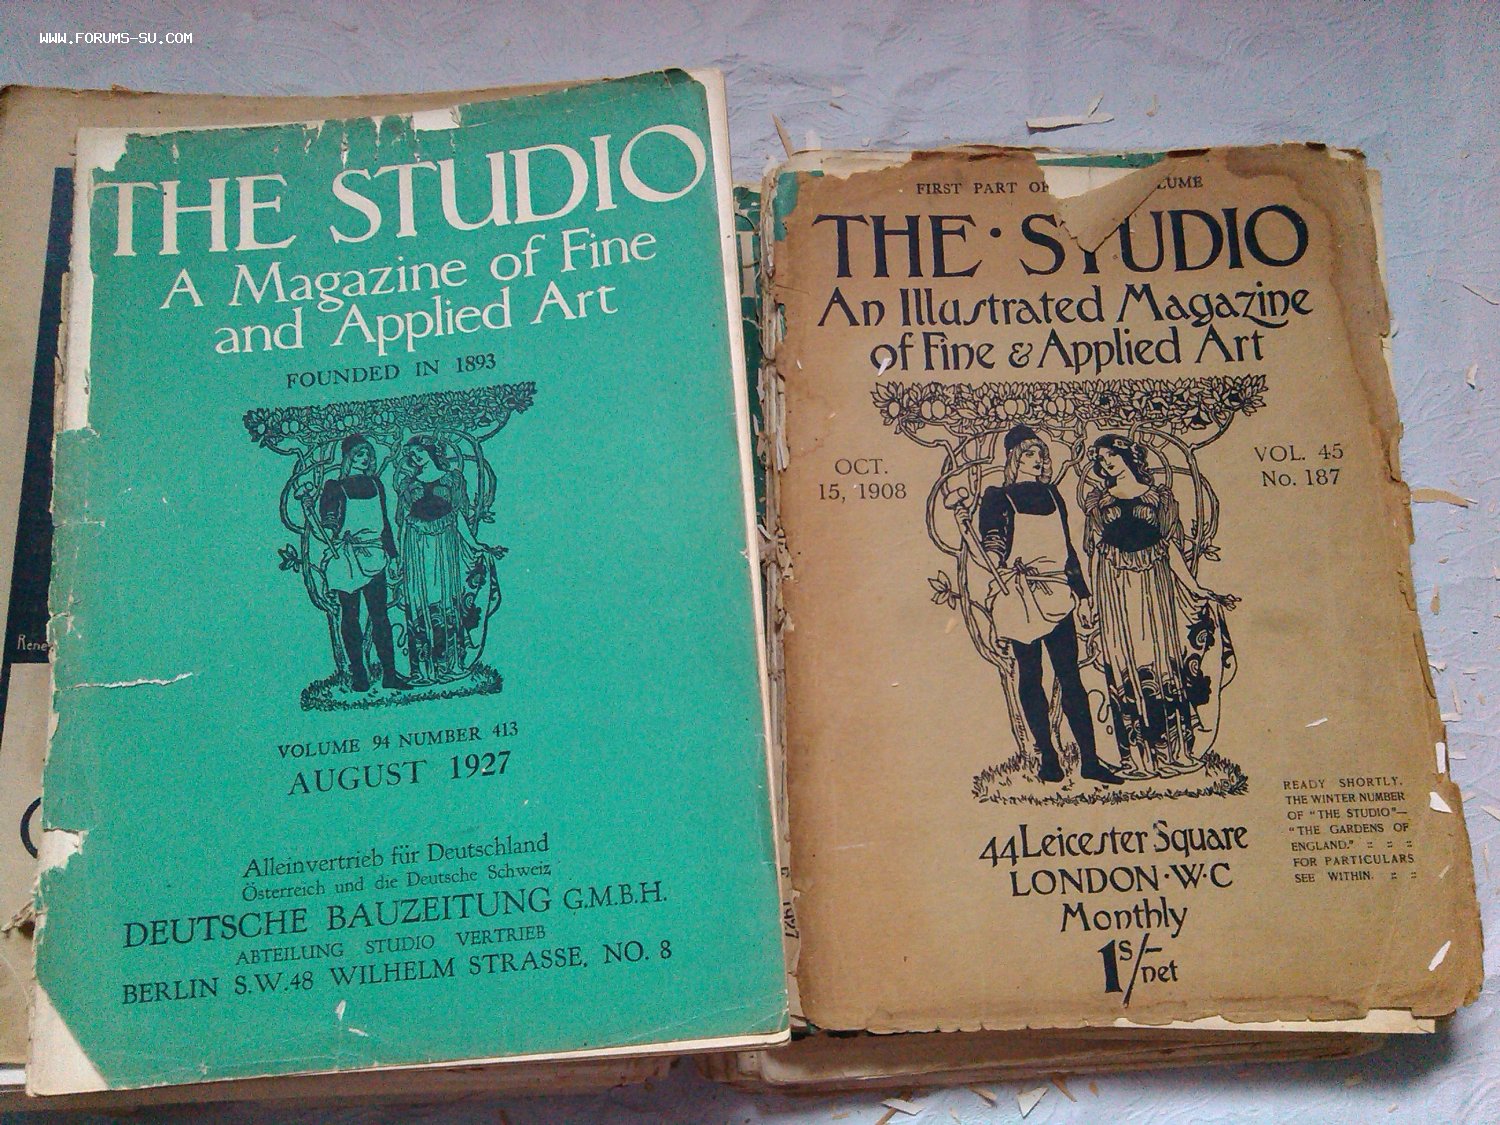 WWW.FORUMS-SU.COM
THE STUDIO
A Magazine of Fine
and Applied Art
FOUNDED IN 1893
VOLUME 94 NUMBER 413
AUGUST 1927
Alleinvertrieb für Deutschland
Österreich und die Deutsche Schweiz
DEUTSCHE BAUZEITUNG G.M.B.H.
ABTEILUNG STUDIO VERTRIEB
BERLIN S.W.48 WILHELM STRASSE, NO. 8
Rene
FIRST PART OF
THE·STUDIO
An Illustrated Magazine
of Fine & Applied Art
OCT.
15, 1908
VOL. 45
No. 187
READY SHORTLY.
THE WINTER NUMBER
OF "THE STUDIO"—
"THE GARDENS OF
ENGLAND." :: :: ::
FOR PARTICULARS
SEE WITHIN. :: ::
44 Leicester Square
LONDON·W·C
Monthly
1s/-
net
1927